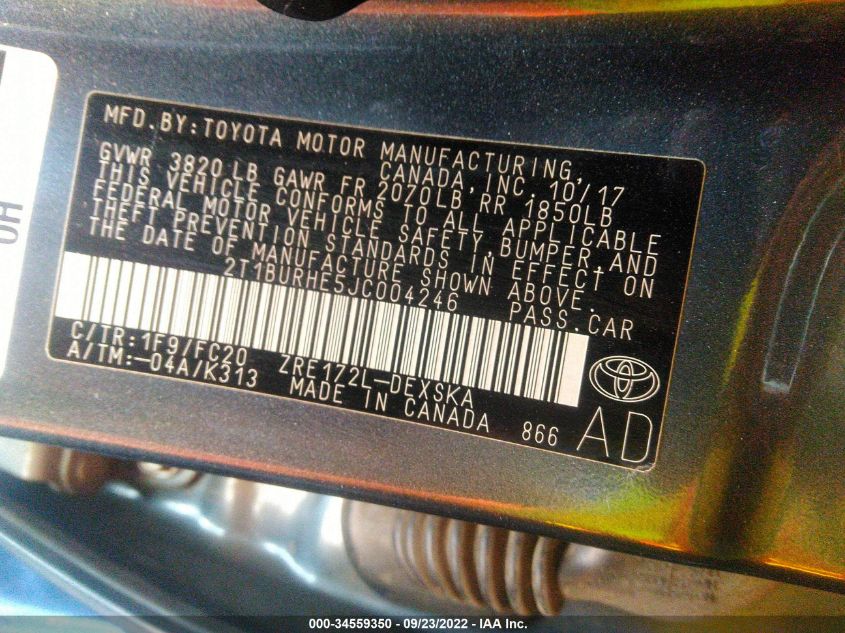 MFD.BY:TOYOTA MOTOR MANUFACTURING,
CANADA,INC. 10/17
GVWR 3820 LB GAWR FR 2070LB RR 1850LB
THIS VEHICLE CONFORMS TO ALL APPLICABLE
FEDERAL MOTOR VEHICLE SAFETY, BUMPER, AND
THEFT PREVENTION STANDARDS IN EFFECT ON
THE DATE OF MANUFACTURE SHOWN ABOVE.
2T1BURHE5JC004246 PASS.CAR
C/TR:1F9/FC20 ZRE172L-DEXSKA
A/TM:-04A/K313 MADE IN CANADA 866
AD
HO
000-34559350 - 09/23/2022 - IAA Inc.